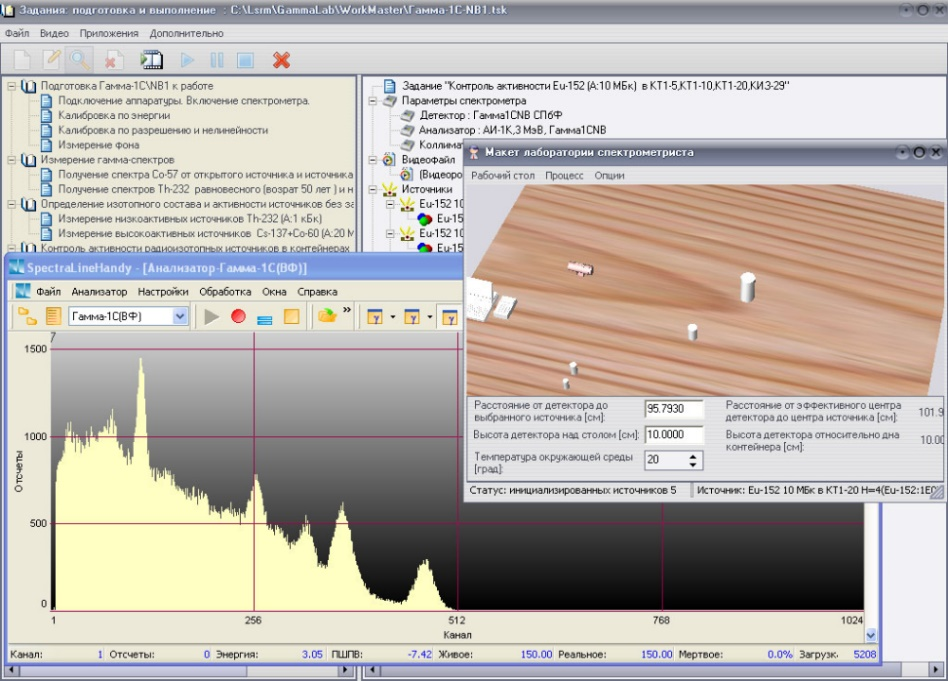 Задания: подготовка и выполнение : C:\Lsrm\GammaLab\WorkMaster\Гамма-1С-NB1.tsk
Файл Видео Приложения Дополнительно
Подготовка Гамма-1С\NB1 к работе
Подключение аппаратуры. Включение спектрометра.
Калибровка по энергии
Калибровка по разрешению и нелинейности
Измерение фона
Измерение гамма-спектров
Получение спектра Co-57 от открытого источника и источника
Получение спектров Th-232 равновесного (возрат 50 лет ) и н
Определение изотопного состава и активности источников без за
Измерение низкоактивных источников Th-232 (А:1 кБк)
Измерение высокоактивных источников Cs-137+Co-60 (А:20 М
Контроль активности радиоизотопных источников в контейнерах
Задание "Контроль активности Eu-152 (А:10 МБк) в КТ1-5,КТ1-10,КТ1-20,КИЗ-29"
Параметры спектрометра
Детектор : Гамма1CNB СПбФ
Анализатор : АИ-1К,3 МэВ, Гамма1CNB
Коллима
Видеофайл
(Видеоро
Источники
Eu-152 10
Eu-15
Eu-152 10
Eu-15
Макет лаборатории спектрометриста
Рабочий стол Процесс Опции
Расстояние от детектора до выбранного источника [см]:
95.7930
Расстояние от эффективного центра детектора до центра источника [см]:
101.9
Высота детектора над столом [см]:
10.0000
Высота детектора относительно дна контейнера [см]:
10.00
Температура окружающей среды [град]:
20
Статус: инициализированных источников 5
Источник: Eu-152 10 МБк в КТ1-20 H=4(Eu-152:1E0
SpectraLineHandy - [Анализатор-Гамма-1С(ВФ)]
Файл Анализатор Настройки Обработка Окна Справка
Гамма-1С(ВФ)
7
1500
1000
500
0
Отсчеты
1 256 512 768 1024
Канал
Канал: 1 Отсчеты: 0 Энергия: 3.05 ПШПВ: -7.42 Живое: 150.00 Реальное: 150.00 Мертвое: 0.0% Загрузк. 5208